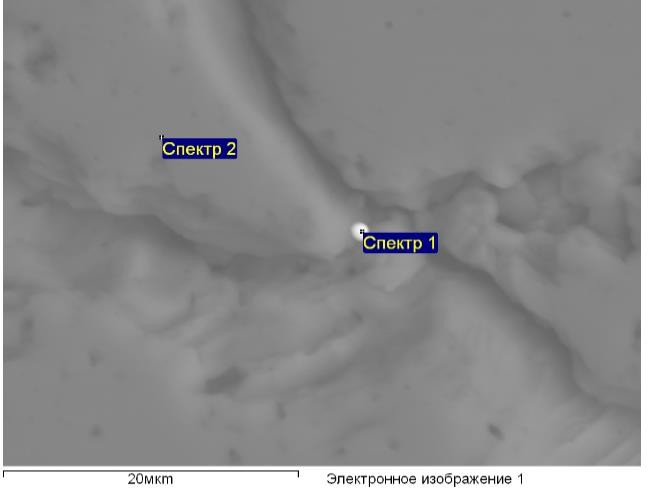 Спектр 2
Спектр 1
20мкm
Электронное изображение 1